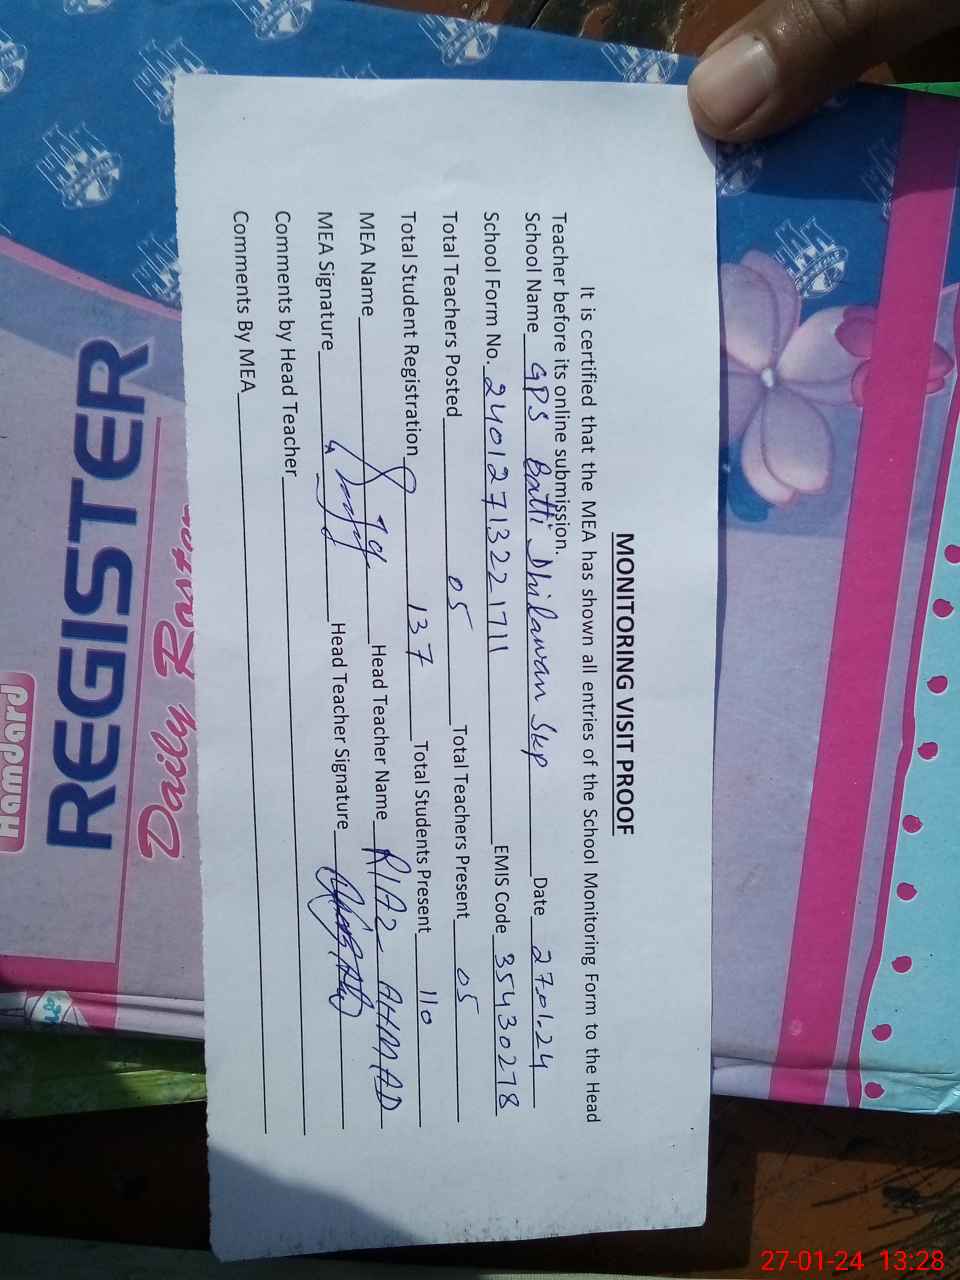 MONITORING VISIT PROOF
It is certified that the MEA has shown all entries of the School Monitoring Form to the Head
Teacher before its online submission.
School Name GPS Batti Dhilawan Skp Date 27.01.24
School Form No. 24012713221711 EMIS Code 35430278
Total Teachers Posted 05 Total Teachers Present 05
Total Student Registration 137 Total Students Present 110
MEA Name Head Teacher Name RIAZ AHMAD
MEA Signature Head Teacher Signature
Comments by Head Teacher
Comments By MEA
REGISTER
Daily
Hamdard
27-01-24 13:28